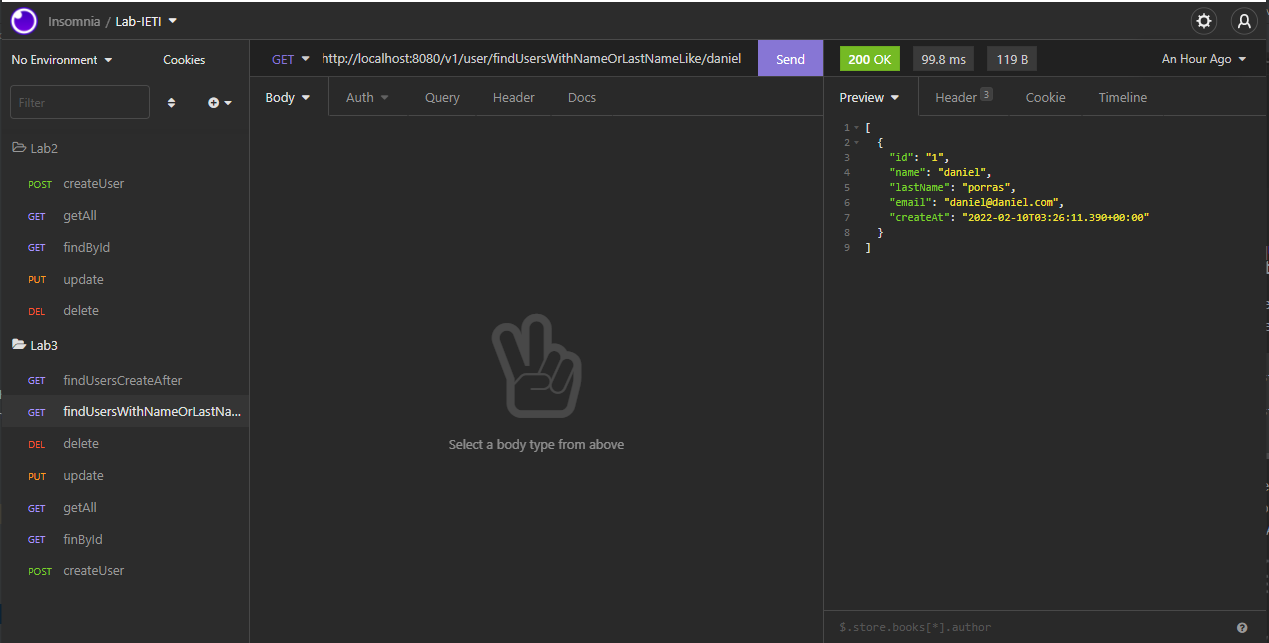 Insomnia / Lab-IETI
No Environment
Cookies
Filter
Lab2
POST createUser
GET getAll
GET findById
PUT update
DEL delete
Lab3
GET findUsersCreateAfter
GET findUsersWithNameOrLastNa...
DEL delete
PUT update
GET getAll
GET finById
POST createUser
GET http://localhost:8080/v1/user/findUsersWithNameOrLastNameLike/daniel Send
Body Auth Query Header Docs
Select a body type from above
200 OK 99.8 ms 119 B An Hour Ago
Preview Header 3 Cookie Timeline
1 [
2 {
3 "id": "1",
4 "name": "daniel",
5 "lastName": "porras",
6 "email": "daniel@daniel.com",
7 "createAt": "2022-02-10T03:26:11.390+00:00"
8 }
9 ]
$.store.books[*].author